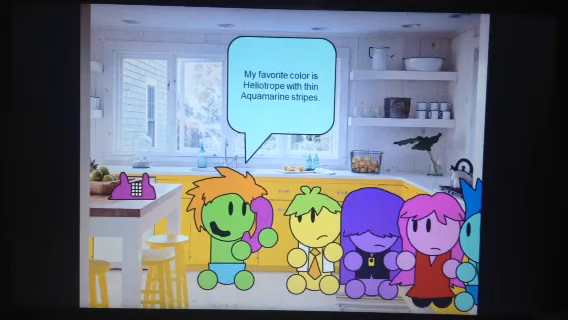 My favorite color is
Heliotrope with thin
Aquamarine stripes.